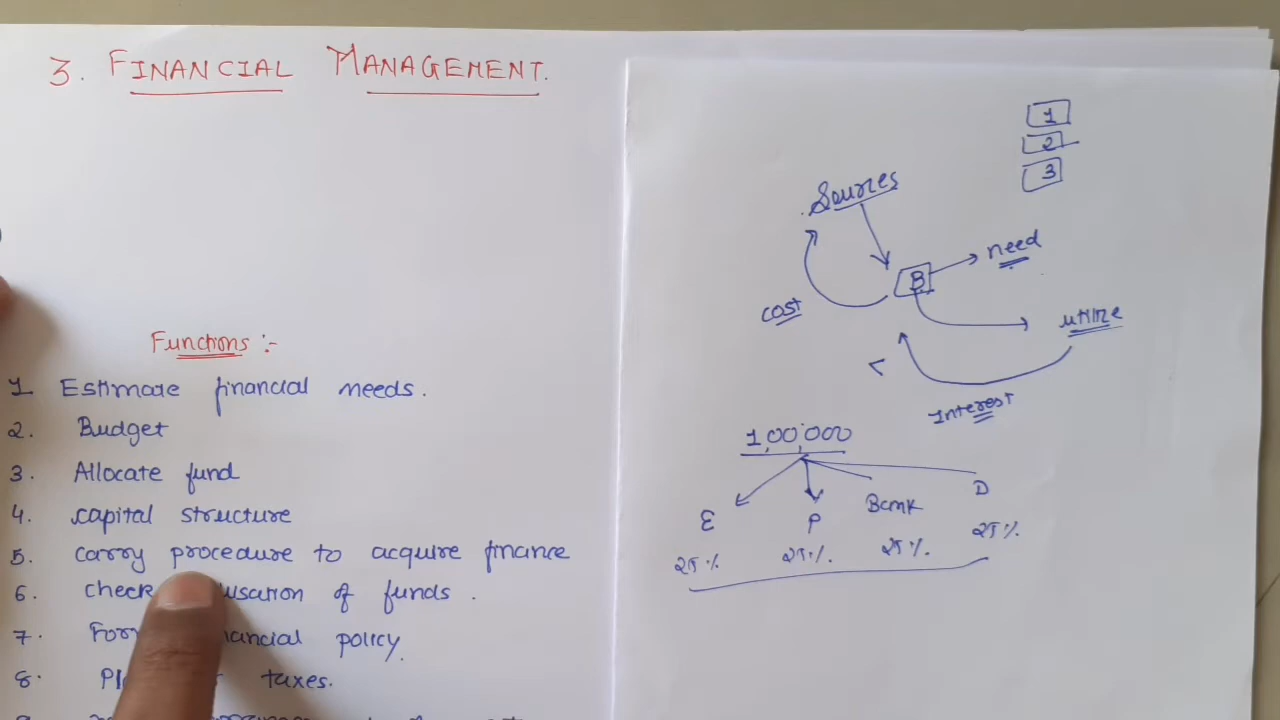 3. FINANCIAL MANAGEMENT.
Functions :-
1 Estimate financial needs.
2. Budget
3. Allocate fund
4. capital structure
5. carry procedure to acquire finance
6. check of funds.
7. policy.
8. taxes.
9.
1
2
3
Sources
B
need
cost
utilize
Interest
1,00,000
E P Bank D
25% 25% 25% 25%